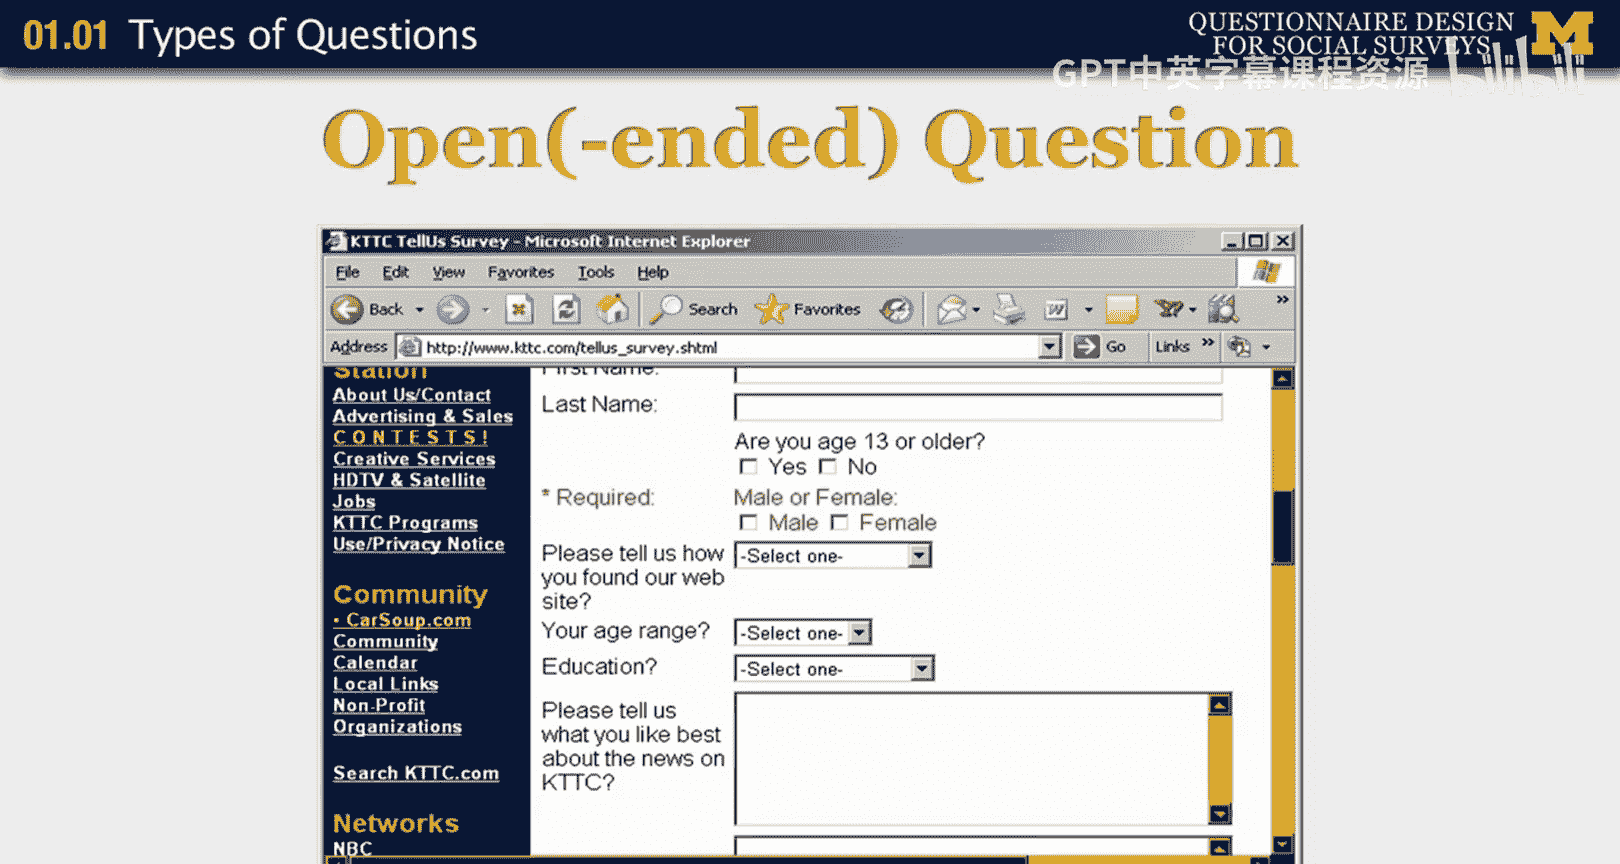 01.01 Types of Questions
QUESTIONNAIRE DESIGN
FOR SOCIAL SURVEYS
GPT中英字幕课程资源
bilibili
Open(-ended) Question
KTTC TellUs Survey - Microsoft Internet Explorer
File Edit View Favorites Tools Help
Back Search Favorites
Address http://www.kttc.com/tellus_survey.shtml Go Links
Station
About Us/Contact
Advertising & Sales
C O N T E S T S !
Creative Services
HDTV & Satellite
Jobs
KTTC Programs
Use/Privacy Notice
Community
• CarSoup.com
Community
Calendar
Local Links
Non-Profit
Organizations
Search KTTC.com
Networks
NBC
First Name:
Last Name:
Are you age 13 or older?
Yes No
* Required: Male or Female:
Male Female
Please tell us how
you found our web
site?
-Select one-
Your age range? -Select one-
Education? -Select one-
Please tell us
what you like best
about the news on
KTTC?